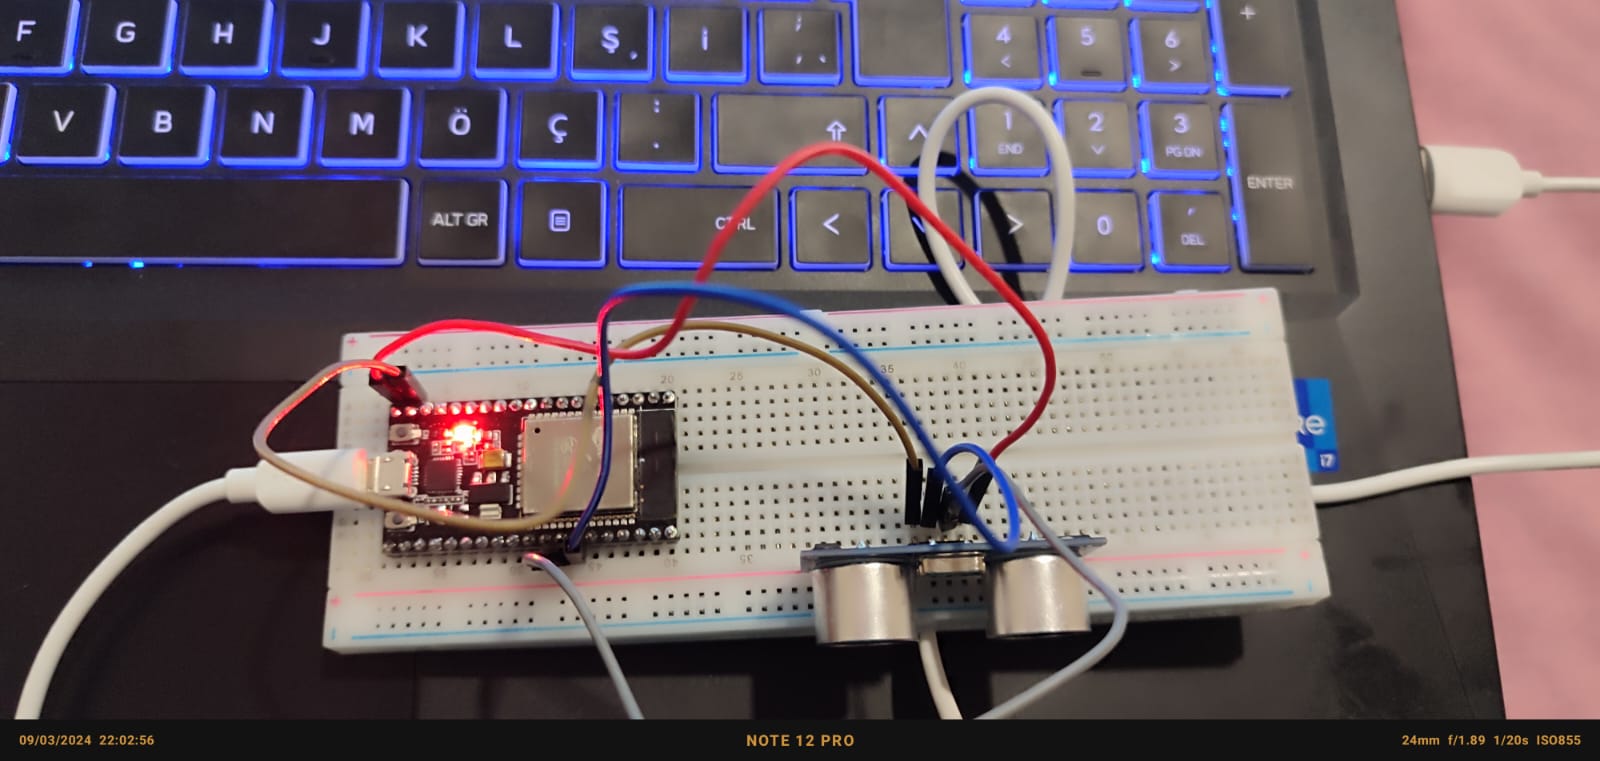 F G H J K L Ş İ 4 5 6 +
< >
V B N M Ö Ç : . 1 2 3
END PG DN
ALT GR CTRL < > 0 DEL ENTER
+
20 25 30 35 40
35
45 40
+ +
re
i7
09/03/2024 22:02:56 NOTE 12 PRO 24mm f/1.89 1/20s ISO855